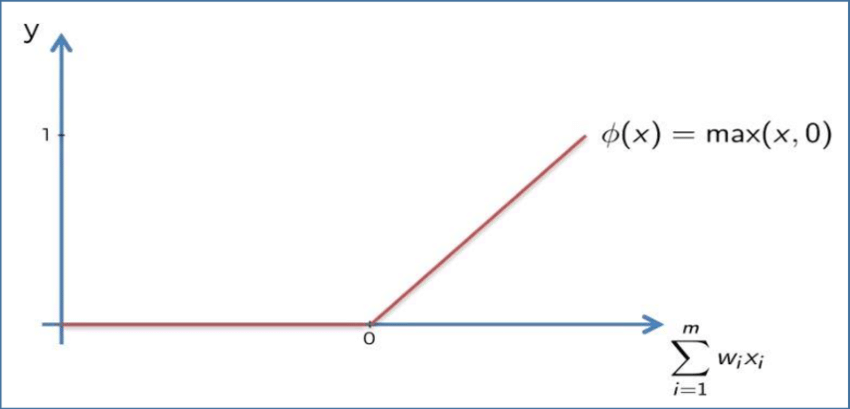 y
1
ϕ(x) = max(x, 0)
0
m
∑ wᵢxᵢ
i=1